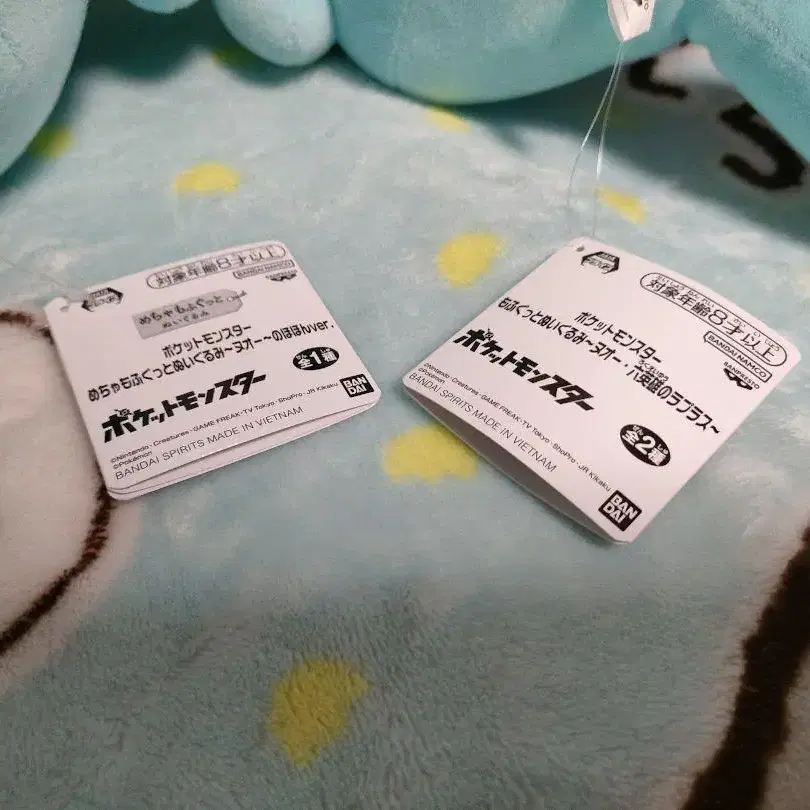 対象年齢8才以上
BANDAI NAMCO
BANPRESTO
めちゃもふぐっと
ぬいぐるみ
ポケットモンスター
めちゃもふぐっとぬいぐるみ~ヌオー~のほほんver.
全1種
ポケットモンスター
©Nintendo・Creatures・GAME FREAK・TV Tokyo・ShoPro・JR Kikaku
©Pokémon
BANDAI SPIRITS MADE IN VIETNAM
BAN
DAI
対象年齢8才以上
BANDAI NAMCO
BANPRESTO
ポケットモンスター
もふぐっとぬいぐるみ~ヌオー・八英雄のラプラス~
全2種
ポケットモンスター
©Nintendo・Creatures・GAME FREAK・TV Tokyo・ShoPro・JR Kikaku
©Pokémon
BANDAI SPIRITS MADE IN VIETNAM
BAN
DAI